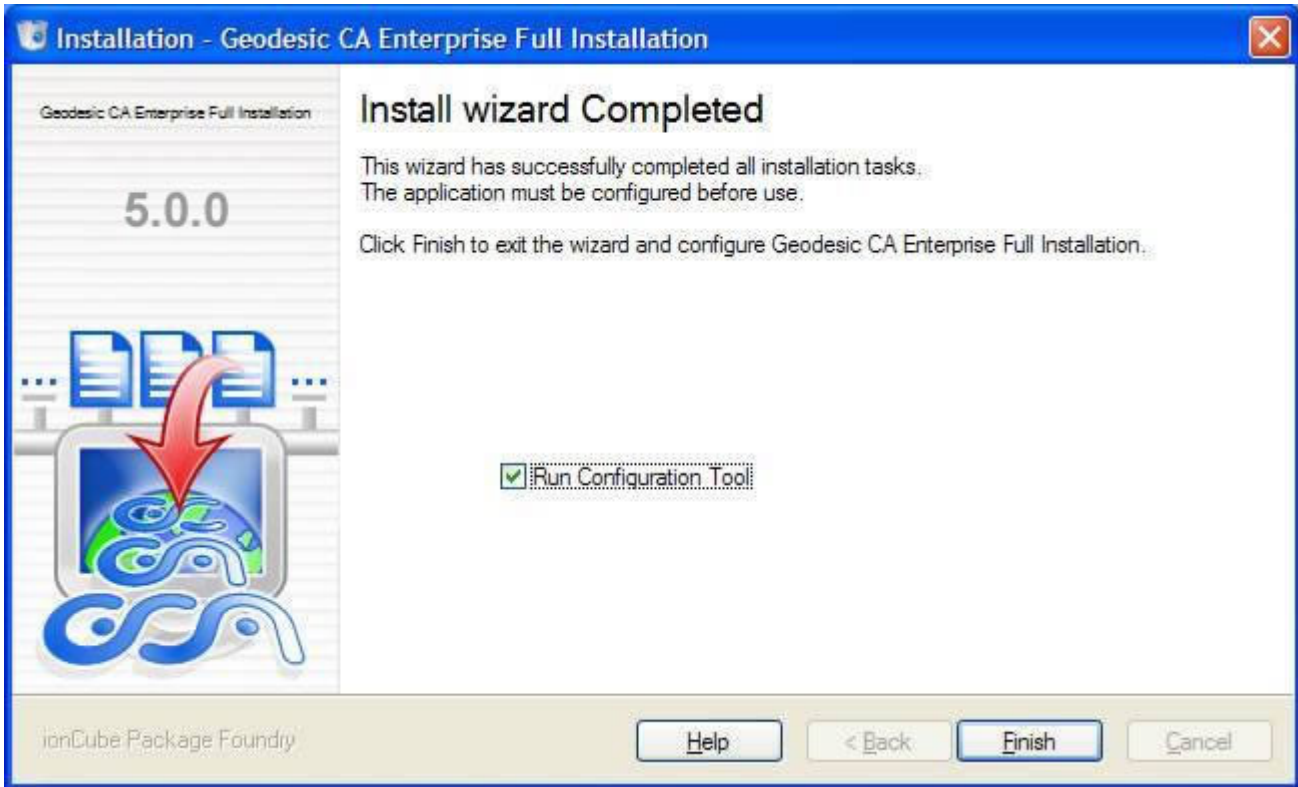 Installation - Geodesic CA Enterprise Full Installation
Geodesic CA Enterprise Full Installation
5.0.0
Install wizard Completed
This wizard has successfully completed all installation tasks.
The application must be configured before use.
Click Finish to exit the wizard and configure Geodesic CA Enterprise Full Installation.
Run Configuration Tool
ionCube Package Foundry
Help
< Back
Finish
Cancel